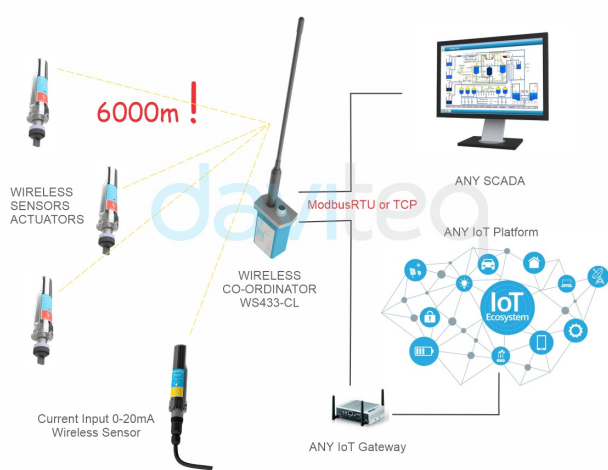 6000m !
WIRELESS
SENSORS
ACTUATORS
daviteq
ModbusRTU or TCP
ANY SCADA
ANY IoT Platform
WIRELESS
CO-ORDINATOR
WS433-CL
IoT
Ecosystem
Current Input 0-20mA
Wireless Sensor
ANY IoT Gateway